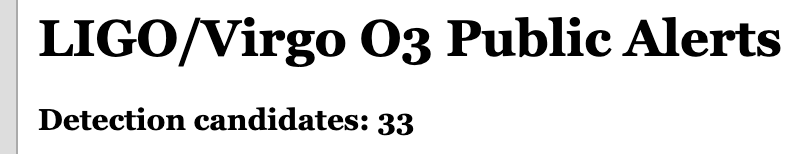 LIGO/Virgo O3 Public Alerts
Detection candidates: 33